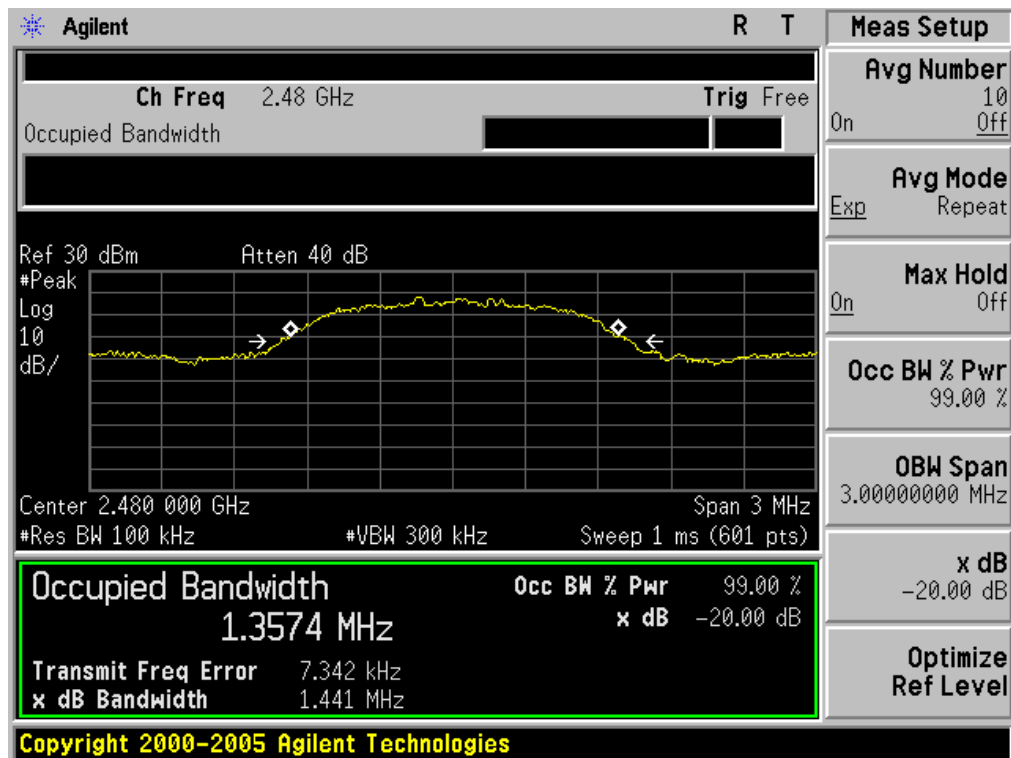 Agilent R T
Meas Setup
Ch Freq 2.48 GHz Trig Free
Occupied Bandwidth
Ref 30 dBm Atten 40 dB
#Peak
Log
10
dB/
Center 2.480 000 GHz Span 3 MHz
#Res BW 100 kHz #VBW 300 kHz Sweep 1 ms (601 pts)
Occupied Bandwidth Occ BW % Pwr 99.00 %
1.3574 MHz x dB -20.00 dB
Transmit Freq Error 7.342 kHz
x dB Bandwidth 1.441 MHz
Avg Number
10
On Off
Avg Mode
Exp Repeat
Max Hold
On Off
Occ BW % Pwr
99.00 %
OBW Span
3.00000000 MHz
x dB
-20.00 dB
Optimize
Ref Level
Copyright 2000-2005 Agilent Technologies